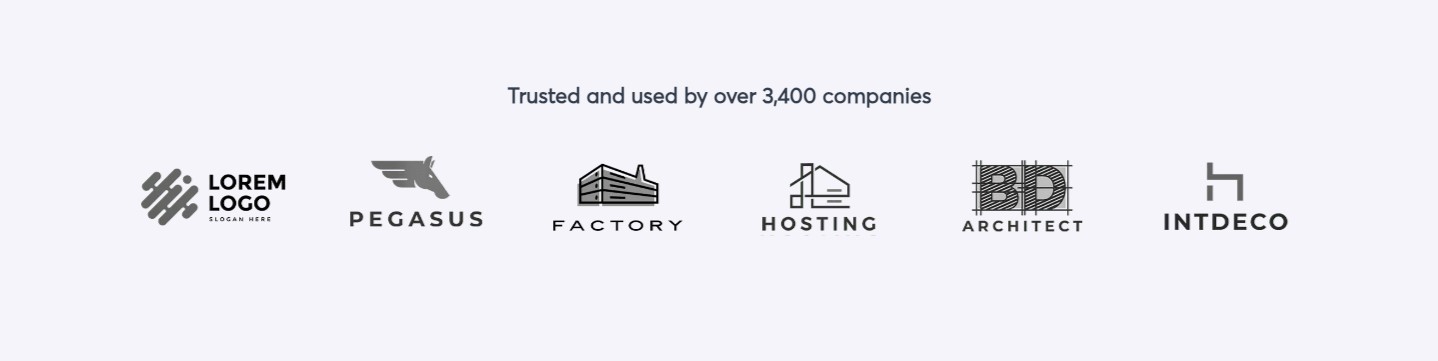 Trusted and used by over 3,400 companies
LOREM
LOGO
SLOGAN HERE
PEGASUS
FACTORY
HOSTING
BD
ARCHITECT
INTDECO